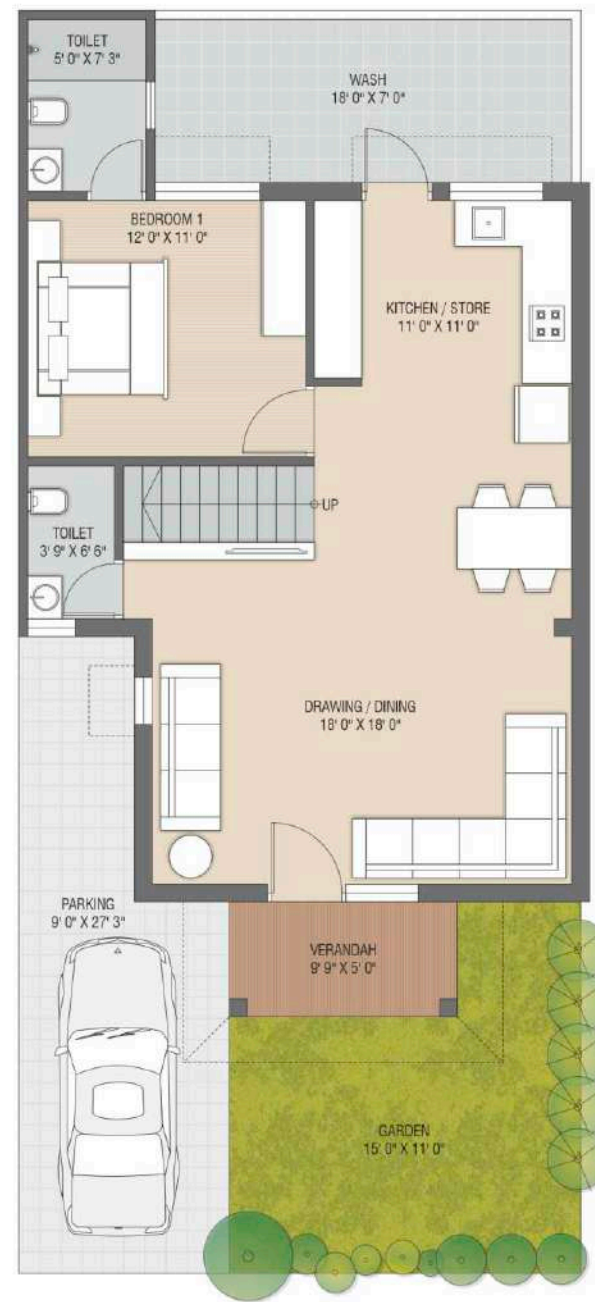 TOILET
5' 0" X 7' 3"
WASH
18' 0" X 7' 0"
BEDROOM 1
12' 0" X 11' 0"
KITCHEN / STORE
11' 0" X 11' 0"
UP
TOILET
3' 9" X 6' 6"
DRAWING / DINING
18' 0" X 18' 0"
PARKING
9' 0" X 27' 3"
VERANDAH
9' 9" X 5' 0"
GARDEN
15' 0" X 11' 0"